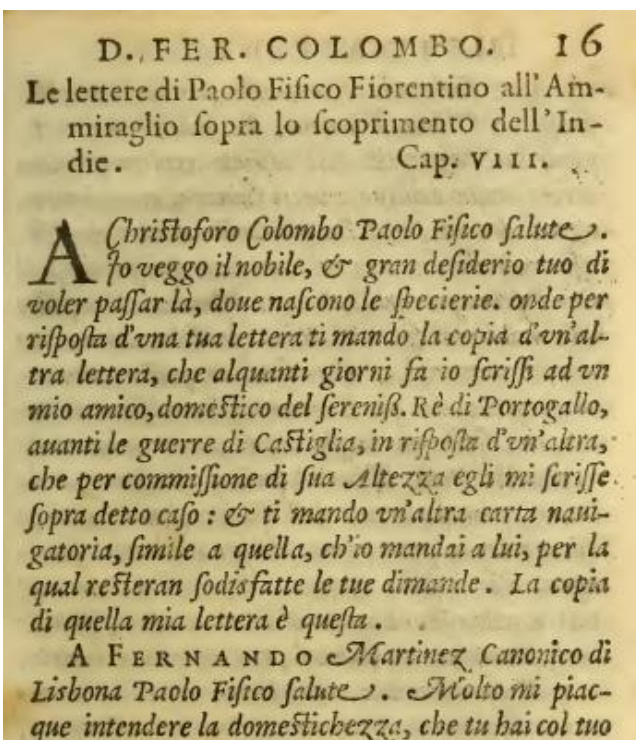 D. FER. COLOMBO. 16
Le lettere di Paolo Fiſico Fiorentino all'Am-
miraglio ſopra lo ſcoprimento dell'In-
die. Cap. VIII.
A Chriſtoforo Colombo Paolo Fiſico ſalute.
Io veggo il nobile, & gran deſiderio tuo di
voler paſſar là, doue naſcono le ſpecierie. onde per
riſpoſta d'vna tua lettera ti mando la copia d'vn'al-
tra lettera, che alquanti giorni fa io ſcriſſi ad vn
mio amico, domeſtico del ſereniſſ. Rè di Portogallo,
auanti le guerre di Caſtiglia, in riſpoſta d'vn'altra,
che per commiſſione di ſua Altezza egli mi ſcriſſe
ſopra detto caſo : & ti mando vn'altra carta naui-
gatoria, ſimile a quella, ch'io mandai a lui, per la
qual reſteran ſodisfatte le tue dimande. La copia
di quella mia lettera è queſta.
A FERNANDO Martinez Canonico di
Lisbona Paolo Fiſico ſalute. Molto mi piac-
que intendere la domeſtichezza, che tu hai col tuo